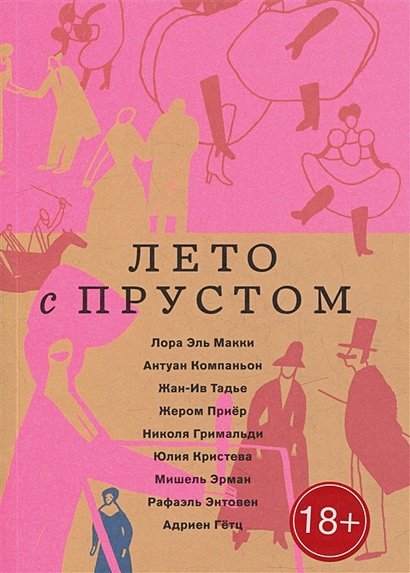 ЛЕТО
с ПРУСТОМ
Лора Эль Макки
Антуан Компаньон
Жан-Ив Тадье
Жером Приёр
Николя Гримальди
Юлия Кристева
Мишель Эрман
Рафаэль Энтовен
Адриен Гётц
18+